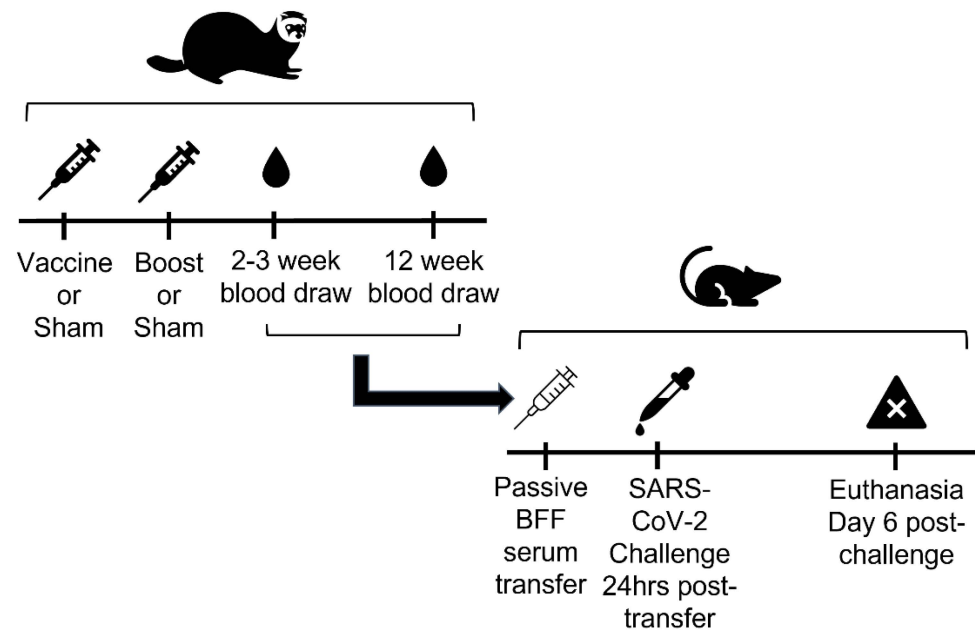 Vaccine
or
Sham
Boost
or
Sham
2-3 week
blood draw
12 week
blood draw
Passive
BFF
serum
transfer
SARS-
CoV-2
Challenge
24hrs post-
transfer
Euthanasia
Day 6 post-
challenge